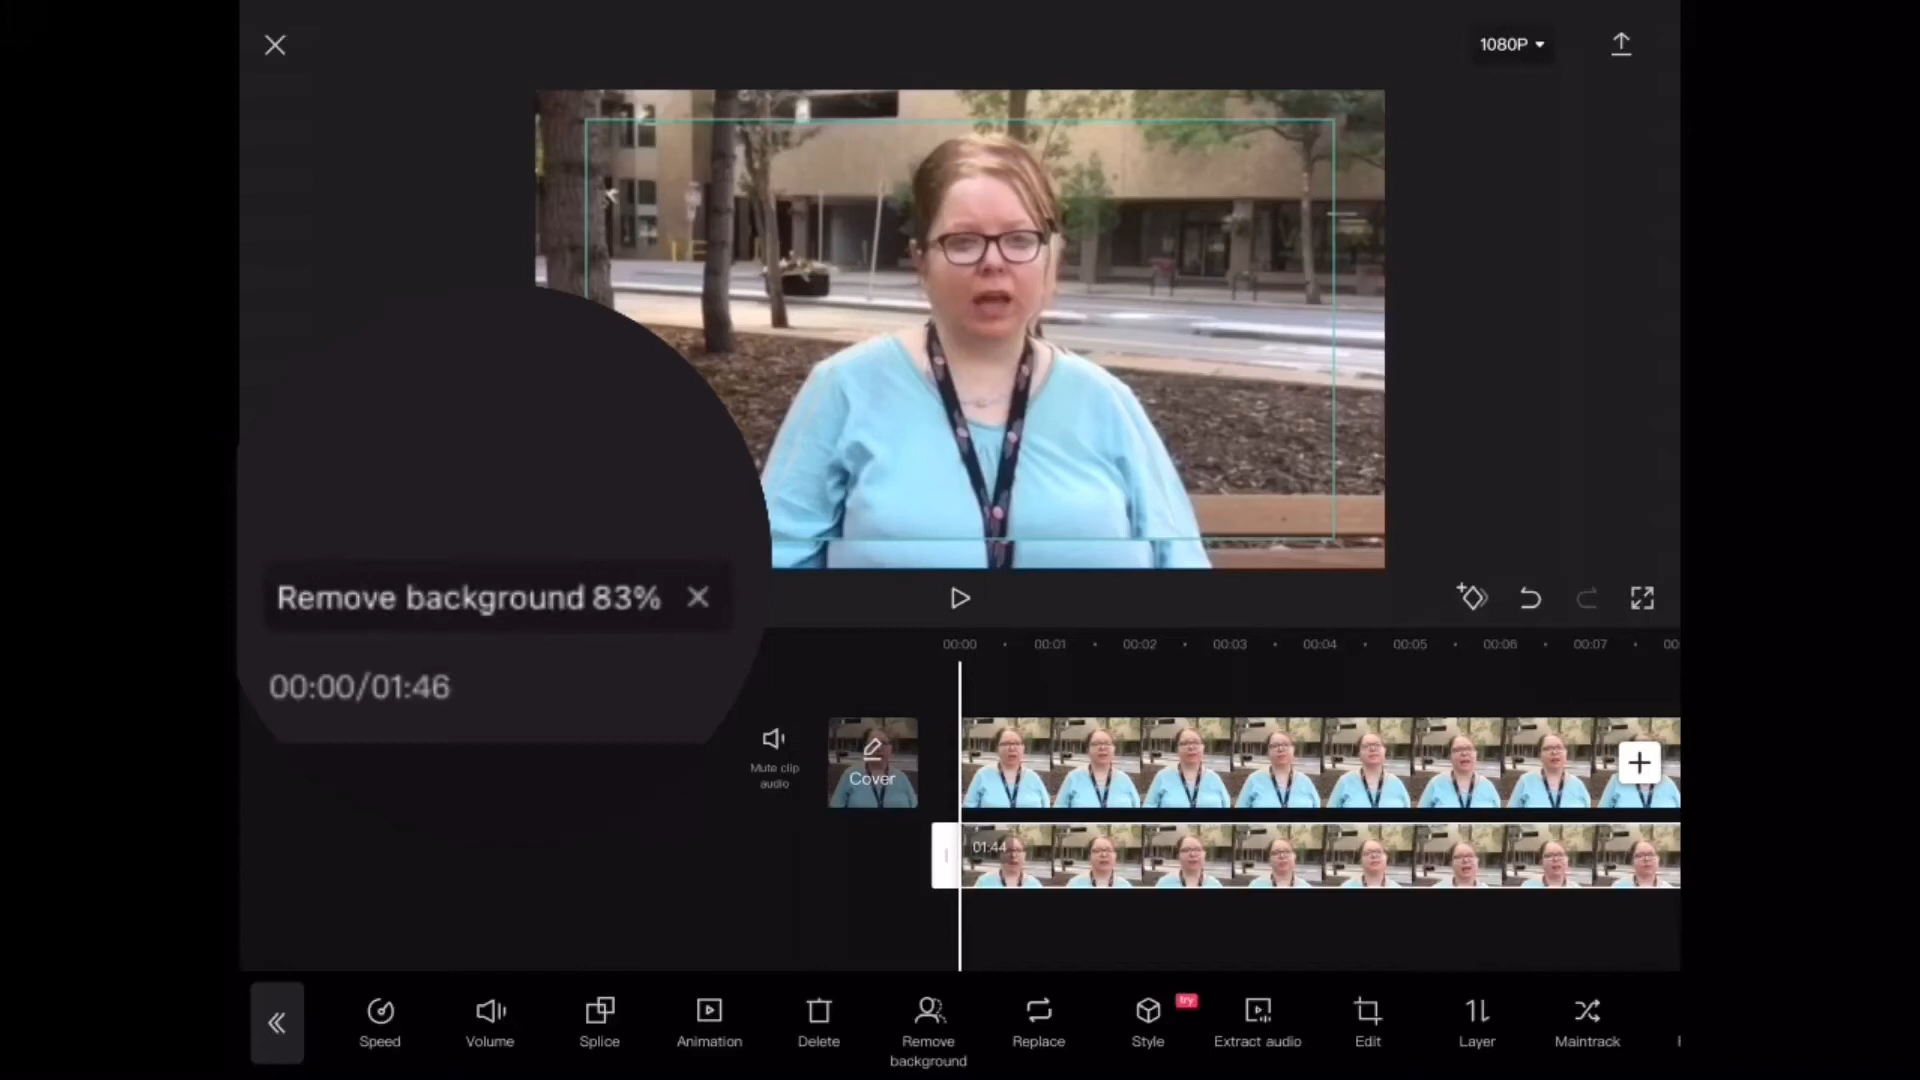 1080P
Remove background 83%
00:00/01:46
00:00
00:01
00:02
00:03
00:04
00:05
00:06
00:07
00:
Mute clip
audio
Cover
01:44
Speed
Volume
Splice
Animation
Delete
Remove
background
Replace
Style
try
Extract audio
Edit
Layer
Maintrack